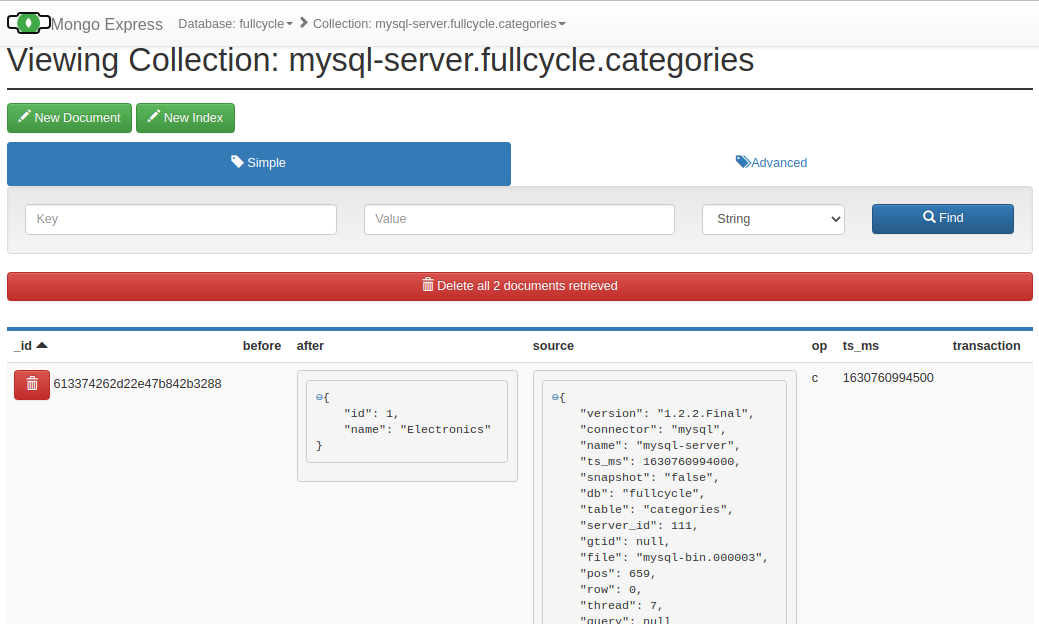 Mongo Express Database: fullcycle Collection: mysql-server.fullcycle.categories
Viewing Collection: mysql-server.fullcycle.categories
New Document New Index
Simple Advanced
Key Value String Find
Delete all 2 documents retrieved
_id before after source op ts_ms transaction
613374262d22e47b842b3288 c 1630760994500
{
"id": 1,
"name": "Electronics"
}
{
"version": "1.2.2.Final",
"connector": "mysql",
"name": "mysql-server",
"ts_ms": 1630760994000,
"snapshot": "false",
"db": "fullcycle",
"table": "categories",
"server_id": 111,
"gtid": null,
"file": "mysql-bin.000003",
"pos": 659,
"row": 0,
"thread": 7,
"query": null